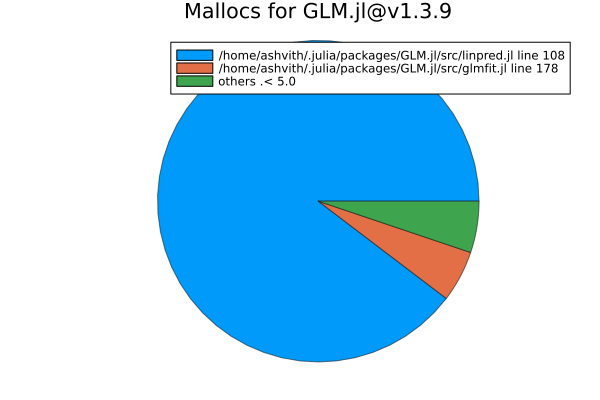 Mallocs for GLM.jl@v1.3.9
/home/ashvith/.julia/packages/GLM.jl/src/linpred.jl line 108
/home/ashvith/.julia/packages/GLM.jl/src/glmfit.jl line 178
others .< 5.0